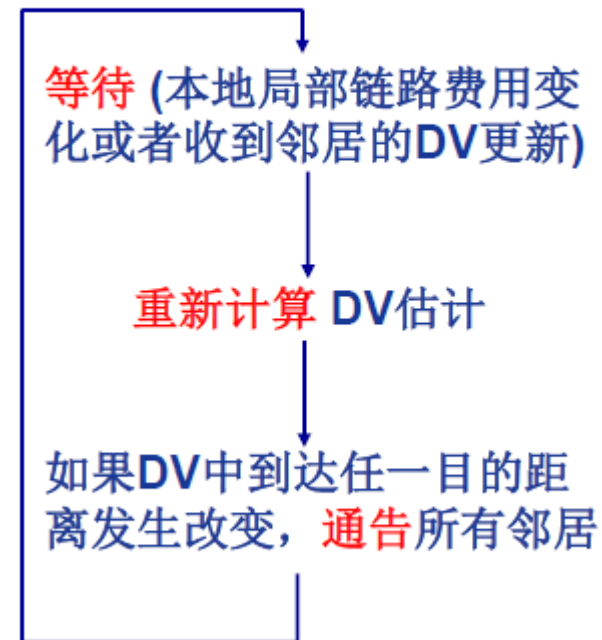 等待 (本地局部链路费用变
化或者收到邻居的DV更新)
重新计算 DV估计
如果DV中到达任一目的距
离发生改变，通告所有邻居